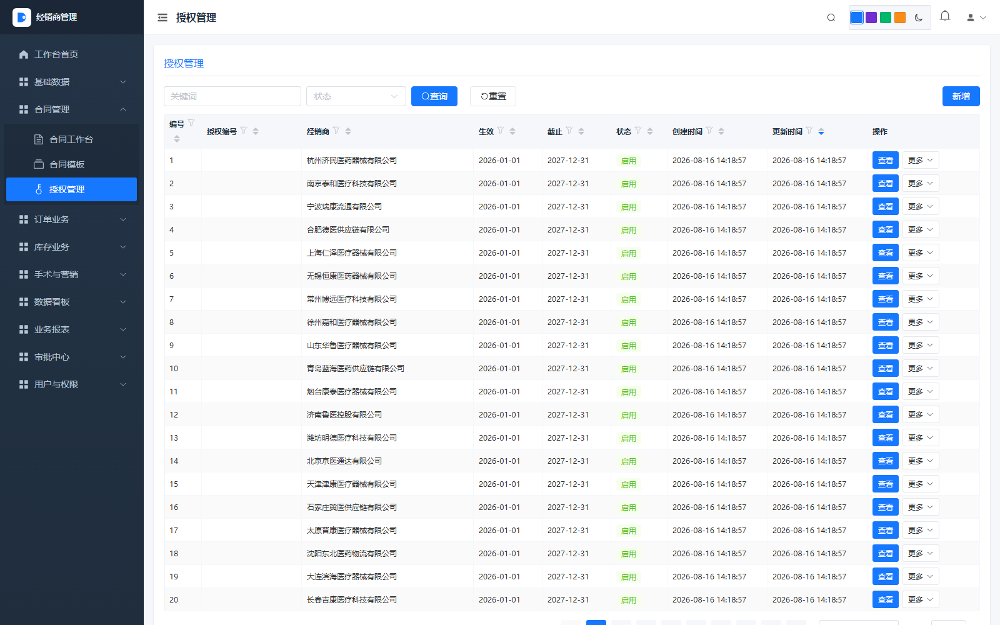 经销商管理
授权管理
工作台首页
基础数据
合同管理
合同工作台
合同模板
授权管理
订单业务
库存业务
手术与营销
数据看板
业务报表
审批中心
用户与权限
授权管理
关键词
状态
查询
重置
新增
编号 授权编号 经销商 生效 截止 状态 创建时间 更新时间 操作
1 杭州济民医药器械有限公司 2026-01-01 2027-12-31 启用 2026-08-16 14:18:57 2026-08-16 14:18:57 查看 更多
2 南京泰和医疗科技有限公司 2026-01-01 2027-12-31 启用 2026-08-16 14:18:57 2026-08-16 14:18:57 查看 更多
3 宁波瑞康流通有限公司 2026-01-01 2027-12-31 启用 2026-08-16 14:18:57 2026-08-16 14:18:57 查看 更多
4 合肥德医供应链有限公司 2026-01-01 2027-12-31 启用 2026-08-16 14:18:57 2026-08-16 14:18:57 查看 更多
5 上海仁泽医疗器械有限公司 2026-01-01 2027-12-31 启用 2026-08-16 14:18:57 2026-08-16 14:18:57 查看 更多
6 无锡恒康医药器械有限公司 2026-01-01 2027-12-31 启用 2026-08-16 14:18:57 2026-08-16 14:18:57 查看 更多
7 常州博远医疗科技有限公司 2026-01-01 2027-12-31 启用 2026-08-16 14:18:57 2026-08-16 14:18:57 查看 更多
8 徐州嘉和医疗器械有限公司 2026-01-01 2027-12-31 启用 2026-08-16 14:18:57 2026-08-16 14:18:57 查看 更多
9 山东华鲁医疗器械有限公司 2026-01-01 2027-12-31 启用 2026-08-16 14:18:57 2026-08-16 14:18:57 查看 更多
10 青岛蓝海医药供应链有限公司 2026-01-01 2027-12-31 启用 2026-08-16 14:18:57 2026-08-16 14:18:57 查看 更多
11 烟台康泰医疗器械有限公司 2026-01-01 2027-12-31 启用 2026-08-16 14:18:57 2026-08-16 14:18:57 查看 更多
12 济南鲁医控股有限公司 2026-01-01 2027-12-31 启用 2026-08-16 14:18:57 2026-08-16 14:18:57 查看 更多
13 潍坊明德医疗科技有限公司 2026-01-01 2027-12-31 启用 2026-08-16 14:18:57 2026-08-16 14:18:57 查看 更多
14 北京京医通达有限公司 2026-01-01 2027-12-31 启用 2026-08-16 14:18:57 2026-08-16 14:18:57 查看 更多
15 天津津康医疗器械有限公司 2026-01-01 2027-12-31 启用 2026-08-16 14:18:57 2026-08-16 14:18:57 查看 更多
16 石家庄冀医供应链有限公司 2026-01-01 2027-12-31 启用 2026-08-16 14:18:57 2026-08-16 14:18:57 查看 更多
17 太原晋康医疗器械有限公司 2026-01-01 2027-12-31 启用 2026-08-16 14:18:57 2026-08-16 14:18:57 查看 更多
18 沈阳东北医药物流有限公司 2026-01-01 2027-12-31 启用 2026-08-16 14:18:57 2026-08-16 14:18:57 查看 更多
19 大连滨海医疗器械有限公司 2026-01-01 2027-12-31 启用 2026-08-16 14:18:57 2026-08-16 14:18:57 查看 更多
20 长春吉康医疗科技有限公司 2026-01-01 2027-12-31 启用 2026-08-16 14:18:57 2026-08-16 14:18:57 查看 更多